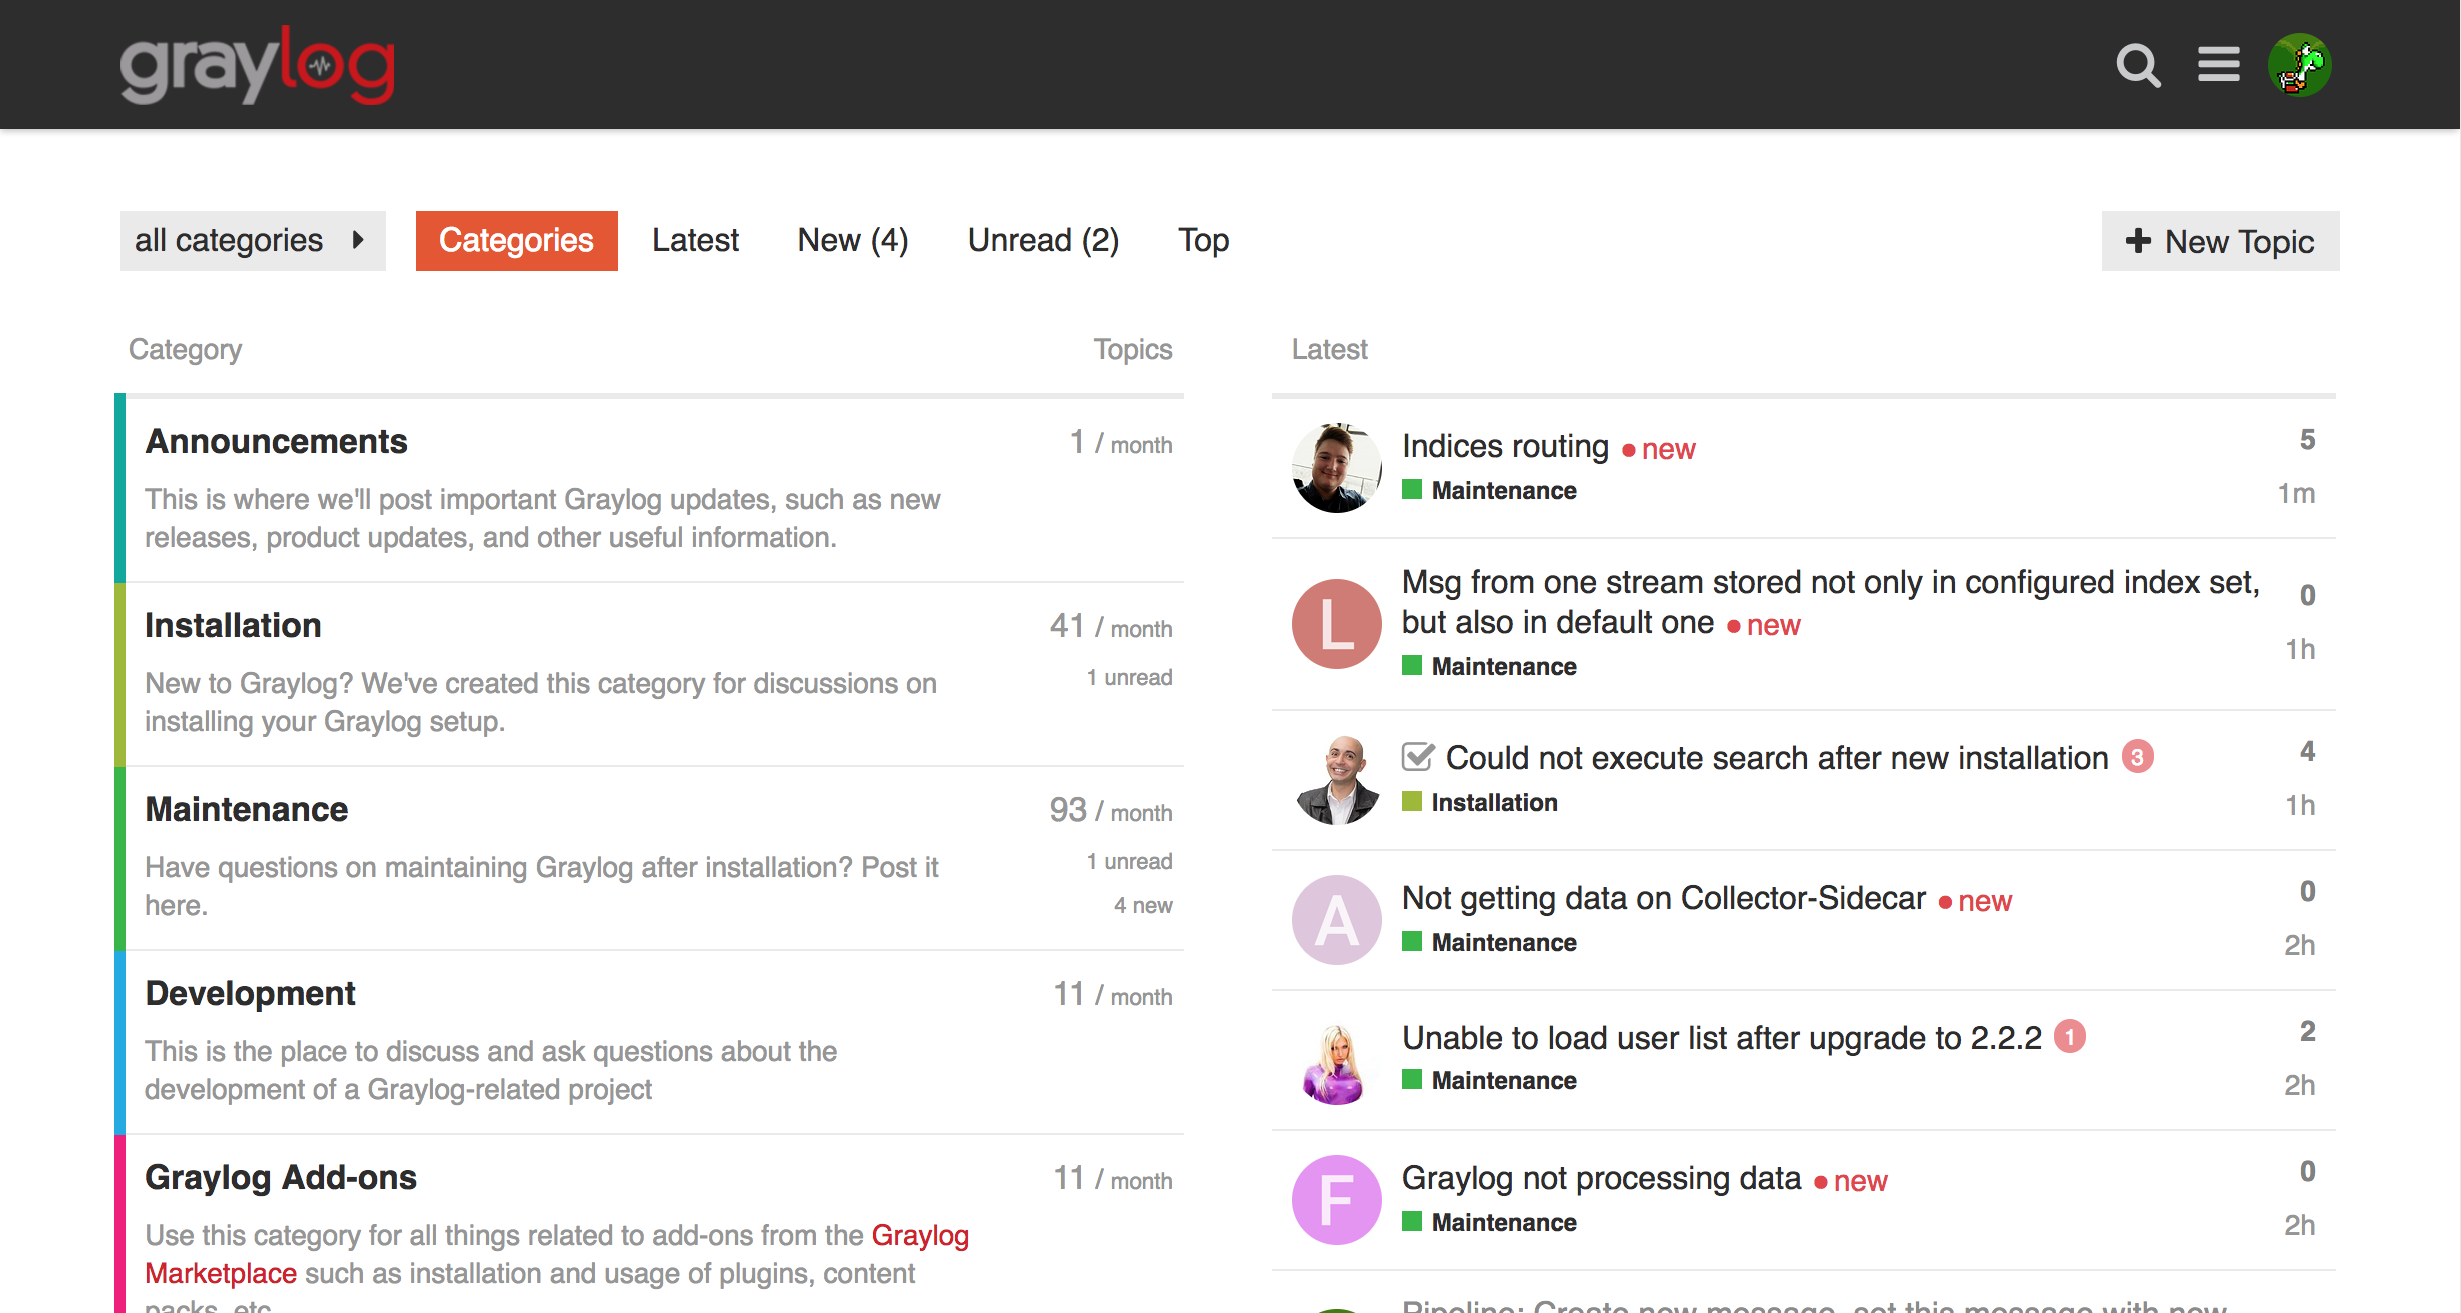 graylog
all categories
Categories
Latest
New (4)
Unread (2)
Top
New Topic
Category
Topics
Announcements
1 / month
This is where we'll post important Graylog updates, such as new
releases, product updates, and other useful information.
Installation
41 / month
New to Graylog? We've created this category for discussions on
installing your Graylog setup.
1 unread
Maintenance
93 / month
Have questions on maintaining Graylog after installation? Post it
here.
1 unread
4 new
Development
11 / month
This is the place to discuss and ask questions about the
development of a Graylog-related project
Graylog Add-ons
11 / month
Use this category for all things related to add-ons from the Graylog
Marketplace such as installation and usage of plugins, content
packs, etc
Latest
Indices routing new
Maintenance
5
1m
L
Msg from one stream stored not only in configured index set,
but also in default one new
Maintenance
0
1h
Could not execute search after new installation 3
Installation
4
1h
A
Not getting data on Collector-Sidecar new
Maintenance
0
2h
Unable to load user list after upgrade to 2.2.2 1
Maintenance
2
2h
F
Graylog not processing data new
Maintenance
0
2h
Pipeline: Create new message, set this message with new